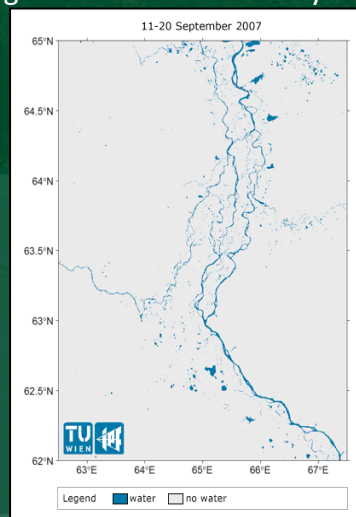 11-20 September 2007
65°N
64.5°N
64°N
63.5°N
63°N
62.5°N
62°N
63°E 64°E 65°E 66°E 67°E
TU
WIEN
Legend water no water